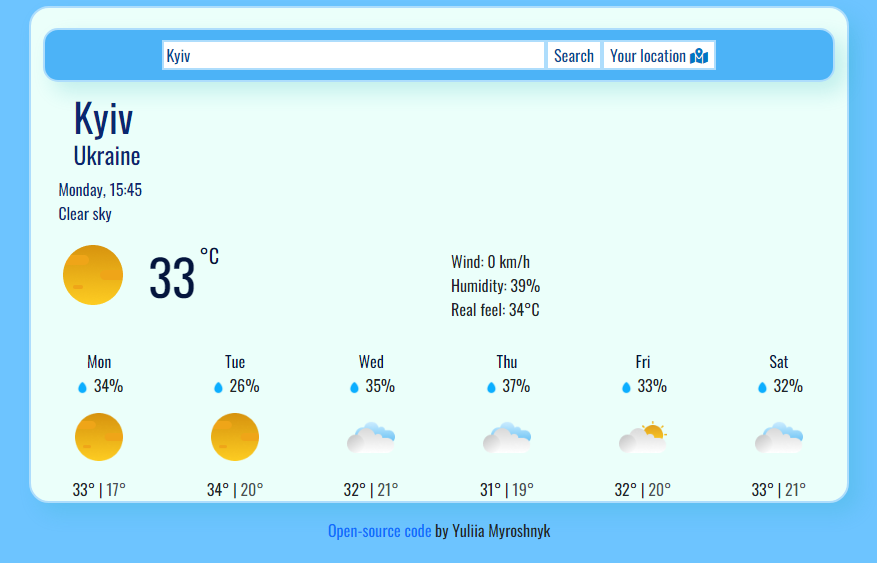 Kyiv Search Your location
Kyiv
Ukraine
Monday, 15:45
Clear sky
33 °C
Wind: 0 km/h
Humidity: 39%
Real feel: 34°C
Mon Tue Wed Thu Fri Sat
34% 26% 35% 37% 33% 32%
33° | 17° 34° | 20° 32° | 21° 31° | 19° 32° | 20° 33° | 21°
Open-source code by Yuliia Myroshnyk